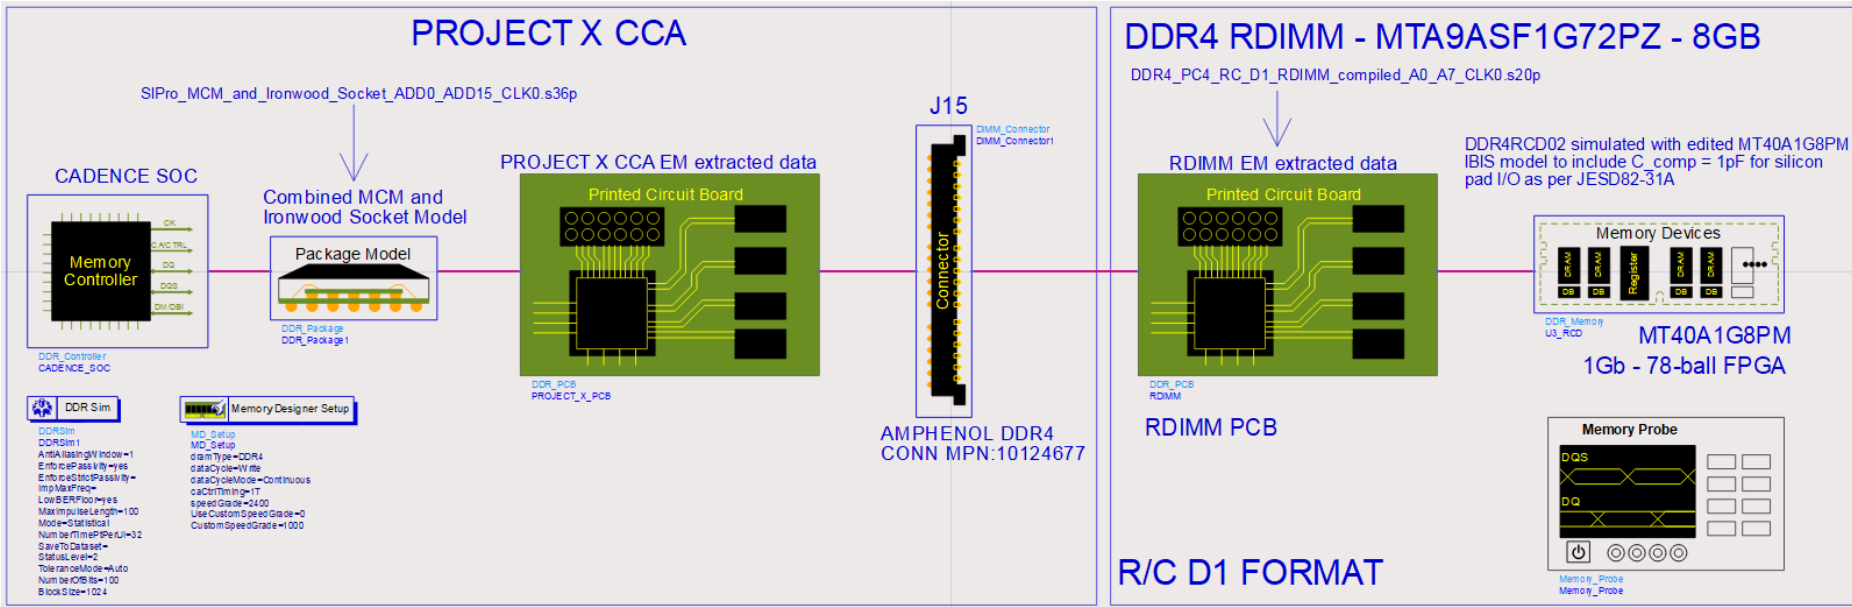 PROJECT X CCA
SIPro_MCM_and_Ironwood_Socket_ADD0_ADD15_CLK0.s36p
CADENCE SOC
Combined MCM and
Ironwood Socket Model
PROJECT X CCA EM extracted data
J15
DIMM_Connector
DIMM_Connector1
Memory
Controller
CK
CA/CTRL
DQ
DQS
DM/DBI
DDR_Controller
CADENCE_SOC
Package Model
DDR_Package
DDR_Package1
Printed Circuit Board
DDR_PCB
PROJECT_X_PCB
Connector
AMPHENOL DDR4
CONN MPN:10124677
DDR Sim
DDRSim
DDRSim1
AntiAliasingWindow=1
EnforcePassivity=yes
EnforceStrictPassivity=
ImpMaxFreq=
LowBERFloor=yes
MaxImpulseLength=100
Mode=Statistical
NumberTimePtPerUI=32
SaveToDataset=
StatusLevel=2
ToleranceMode=Auto
NumberOfBits=100
BlockSize=1024
Memory Designer Setup
MD_Setup
MD_Setup
dramType=DDR4
dataCycle=Write
dataCycleMode=Continuous
caCtrlTiming=1T
speedGrade=2400
UseCustomSpeedGrade=0
CustomSpeedGrade=1000
DDR4 RDIMM - MTA9ASF1G72PZ - 8GB
DDR4_PC4_RC_D1_RDIMM_compiled_A0_A7_CLK0.s20p
RDIMM EM extracted data
Printed Circuit Board
DDR_PCB
RDIMM
RDIMM PCB
DDR4RCD02 simulated with edited MT40A1G8PM
IBIS model to include C_comp = 1pF for silicon
pad I/O as per JESD82-31A
Memory Devices
DRAM
DRAM
Register
DRAM
DRAM
DB
DB
DB
DB
DDR_Memory
U3_RCD
MT40A1G8PM
1Gb - 78-ball FPGA
Memory Probe
DQS
DQ
Memory_Probe
Memory_Probe
R/C D1 FORMAT